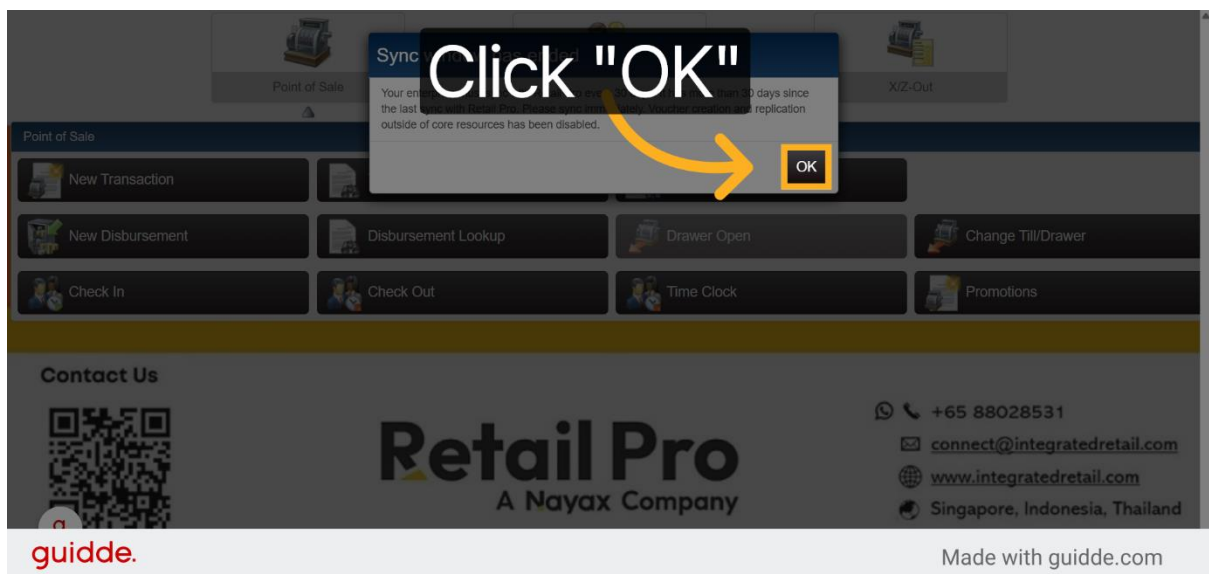 Click "OK"
Sync
Your
than 30 days since
the last sync with Retail Pro. Please sync immediately. Voucher creation and replication
outside of core resources has been disabled.
OK
Point of Sale
X/Z-Out
Point of Sale
New Transaction
New Disbursement
Disbursement Lookup
Drawer Open
Change Till/Drawer
Check In
Check Out
Time Clock
Promotions
Contact Us
Retail Pro
A Nayax Company
+65 88028531
connect@integratedretail.com
www.integratedretail.com
Singapore, Indonesia, Thailand
g
guidde.
Made with guidde.com